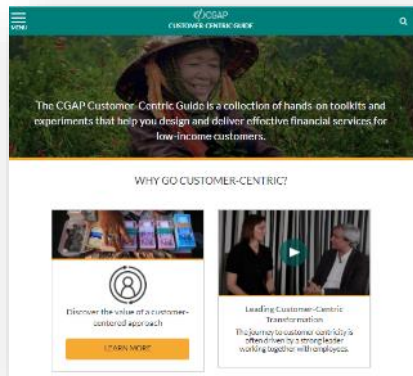 CGAP
MENU
CUSTOMER-CENTRIC GUIDE
The CGAP Customer-Centric Guide is a collection of hands-on toolkits and
experiments that help you design and deliver effective financial services for
low-income customers.
WHY GO CUSTOMER-CENTRIC?
Discover the value of a customer-
centered approach
LEARN MORE
Leading Customer-Centric
Transformation
The journey to customer centricity is
often driven by a strong leader
working together with employees.